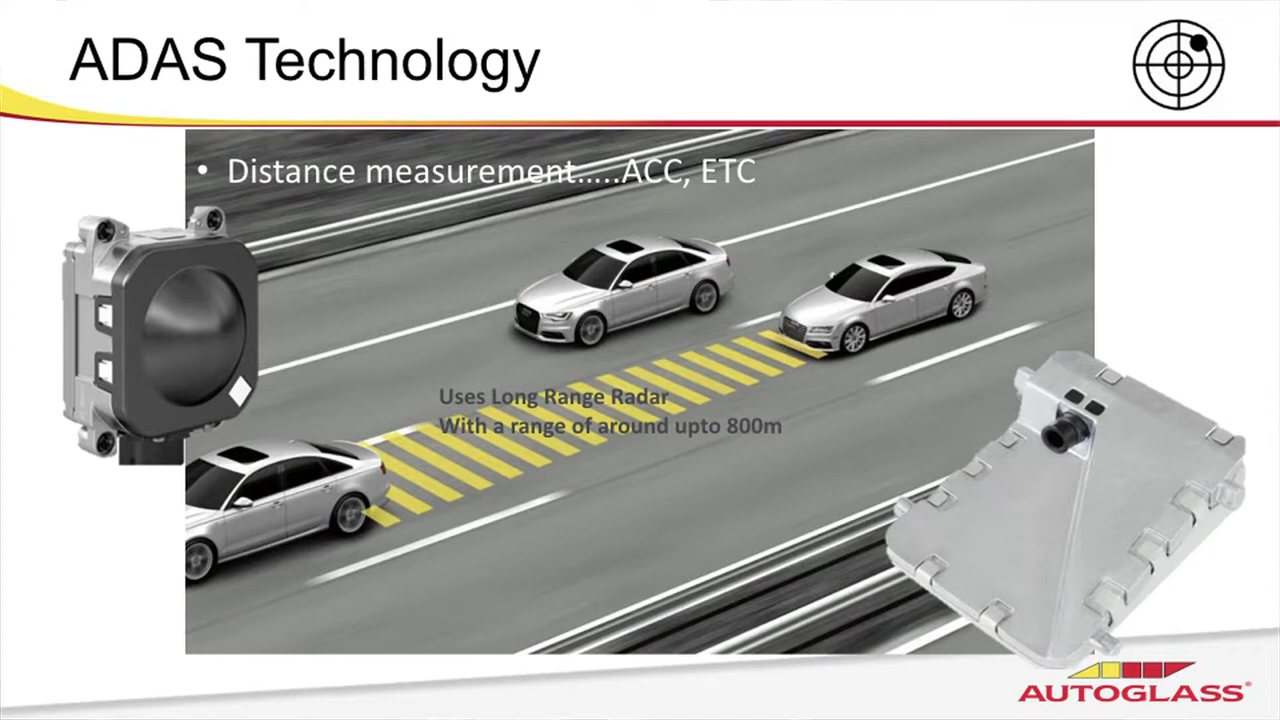 ADAS Technology
• Distance measurement.....ACC, ETC
Uses Long Range Radar
With a range of around upto 800m
AUTOGLASS®